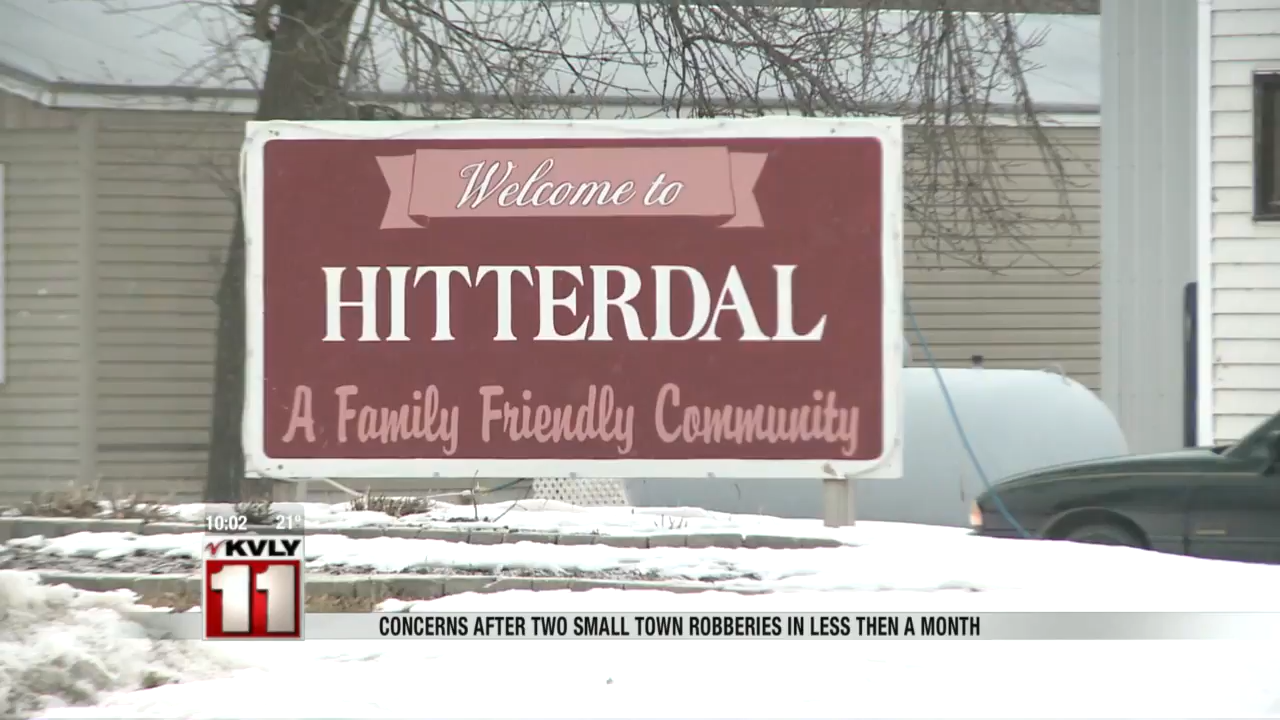 Welcome to
HITTERDAL
A Family Friendly Community
10:02 21°
KVLY
11
CONCERNS AFTER TWO SMALL TOWN ROBBERIES IN LESS THEN A MONTH